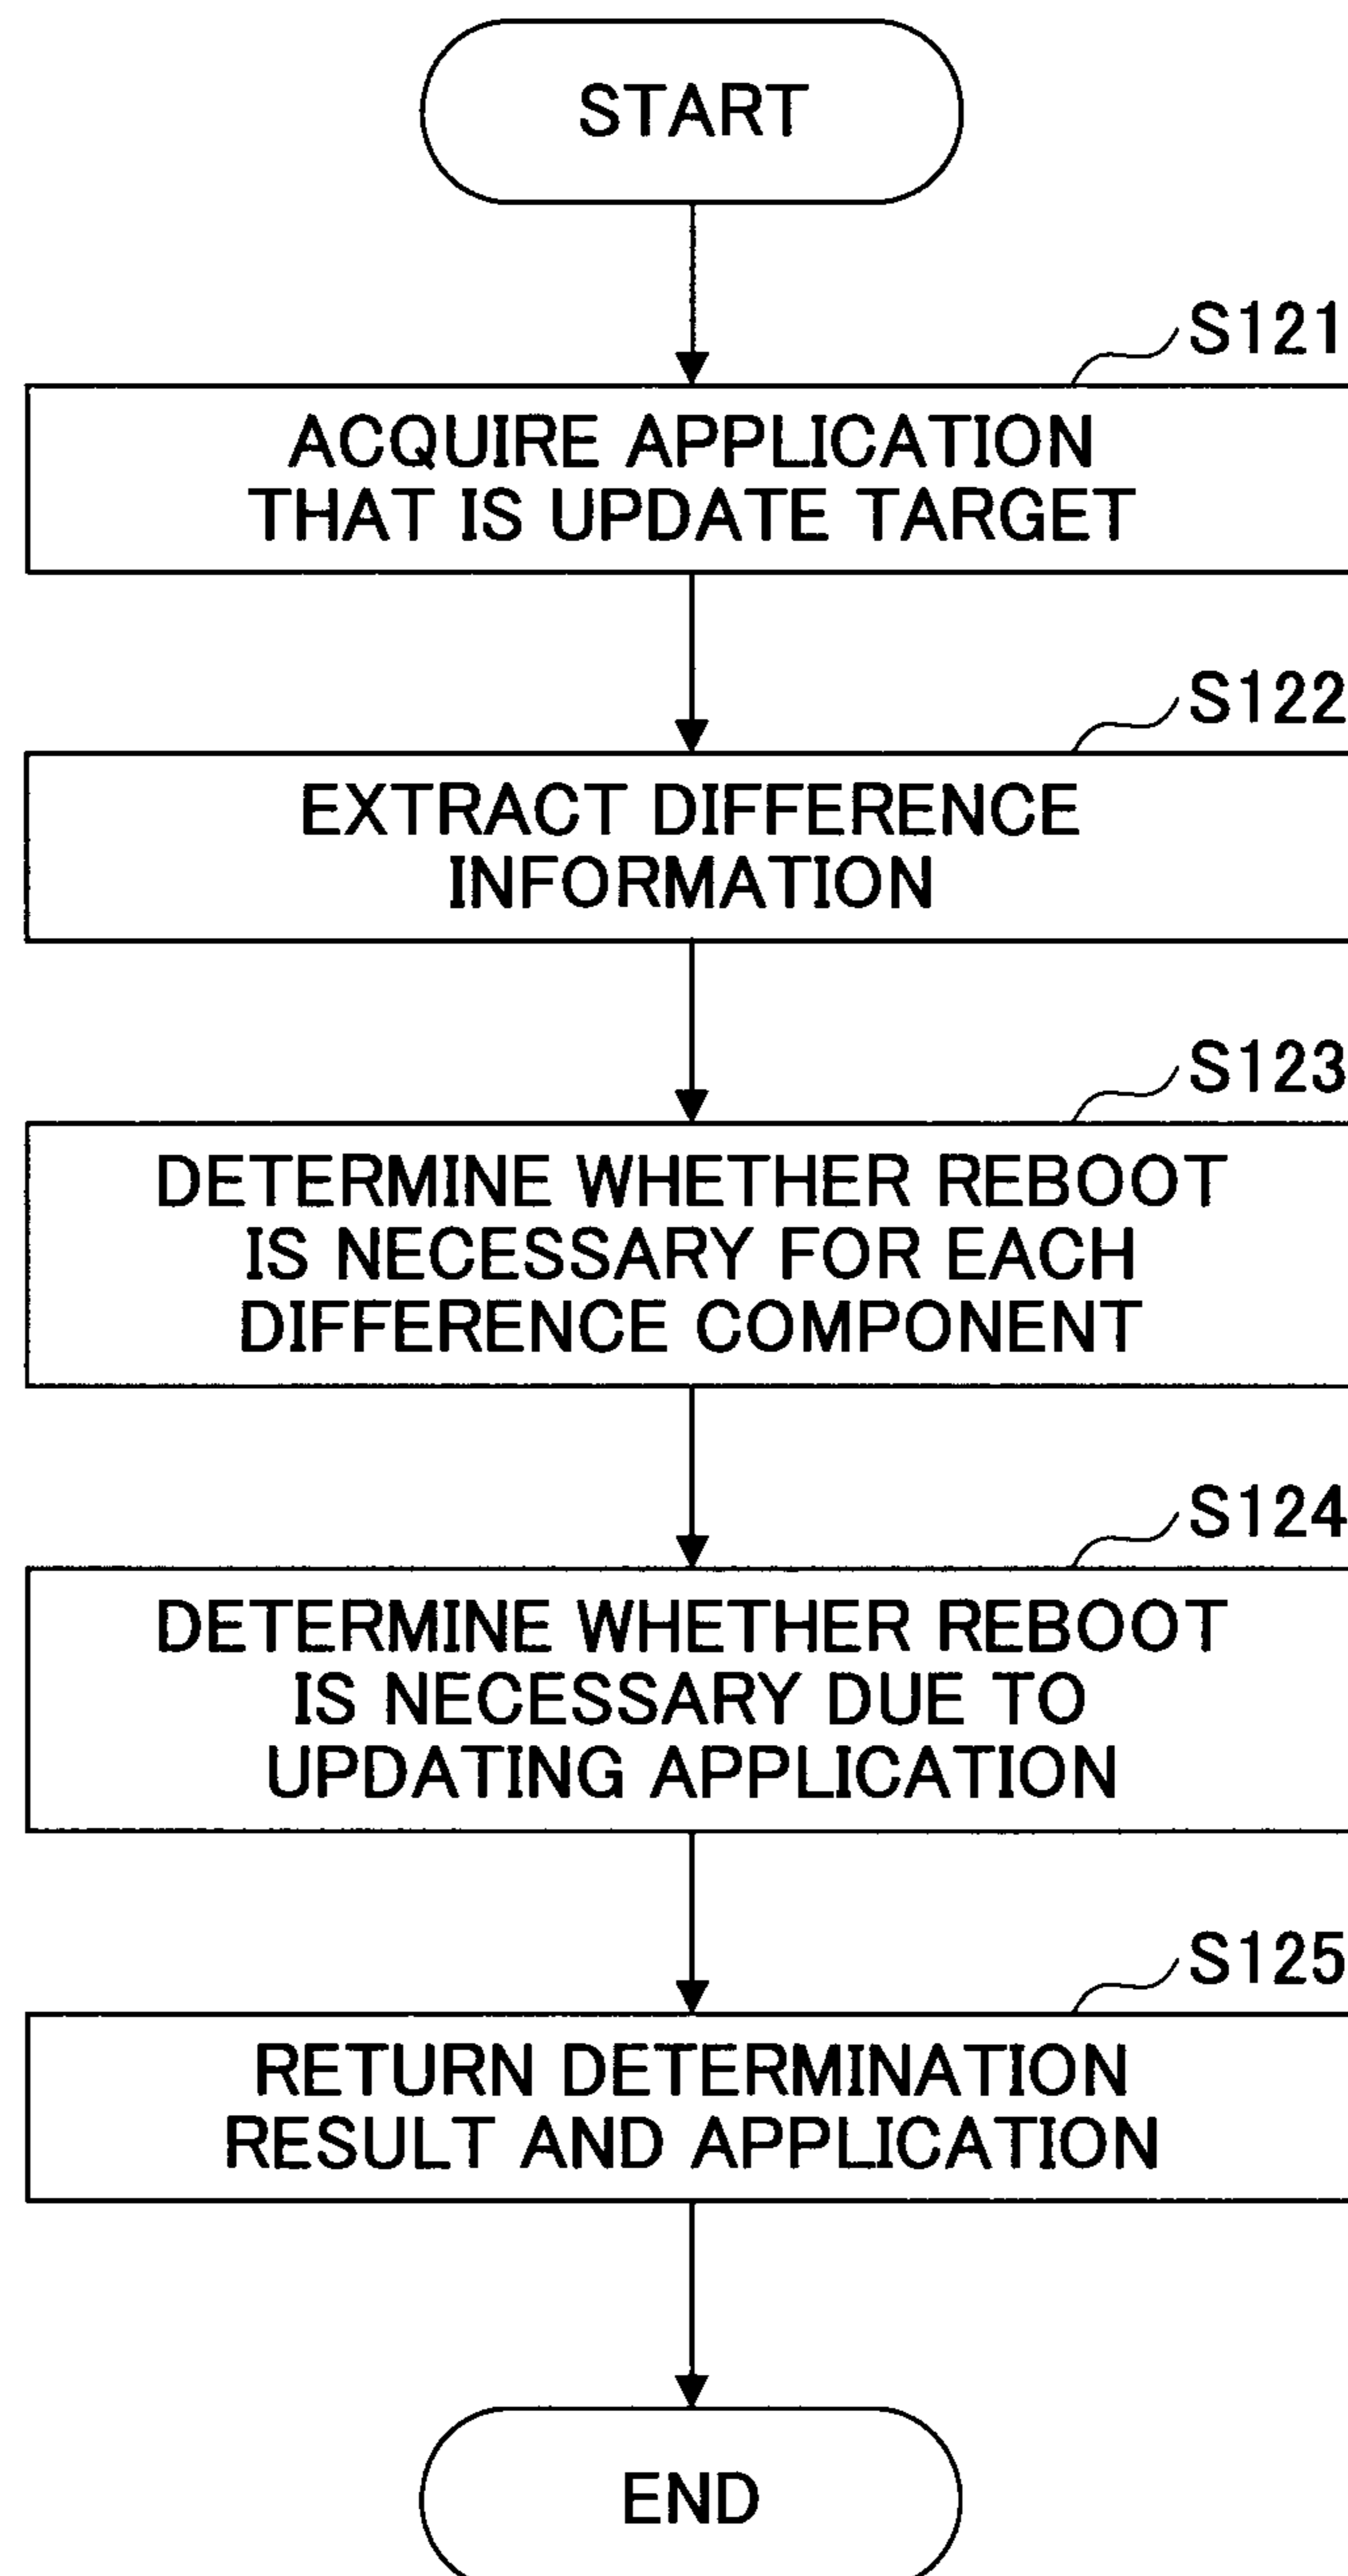 START
S121
ACQUIRE APPLICATION
THAT IS UPDATE TARGET
S122
EXTRACT DIFFERENCE
INFORMATION
S123
DETERMINE WHETHER REBOOT
IS NECESSARY FOR EACH
DIFFERENCE COMPONENT
S124
DETERMINE WHETHER REBOOT
IS NECESSARY DUE TO
UPDATING APPLICATION
S125
RETURN DETERMINATION
RESULT AND APPLICATION
END